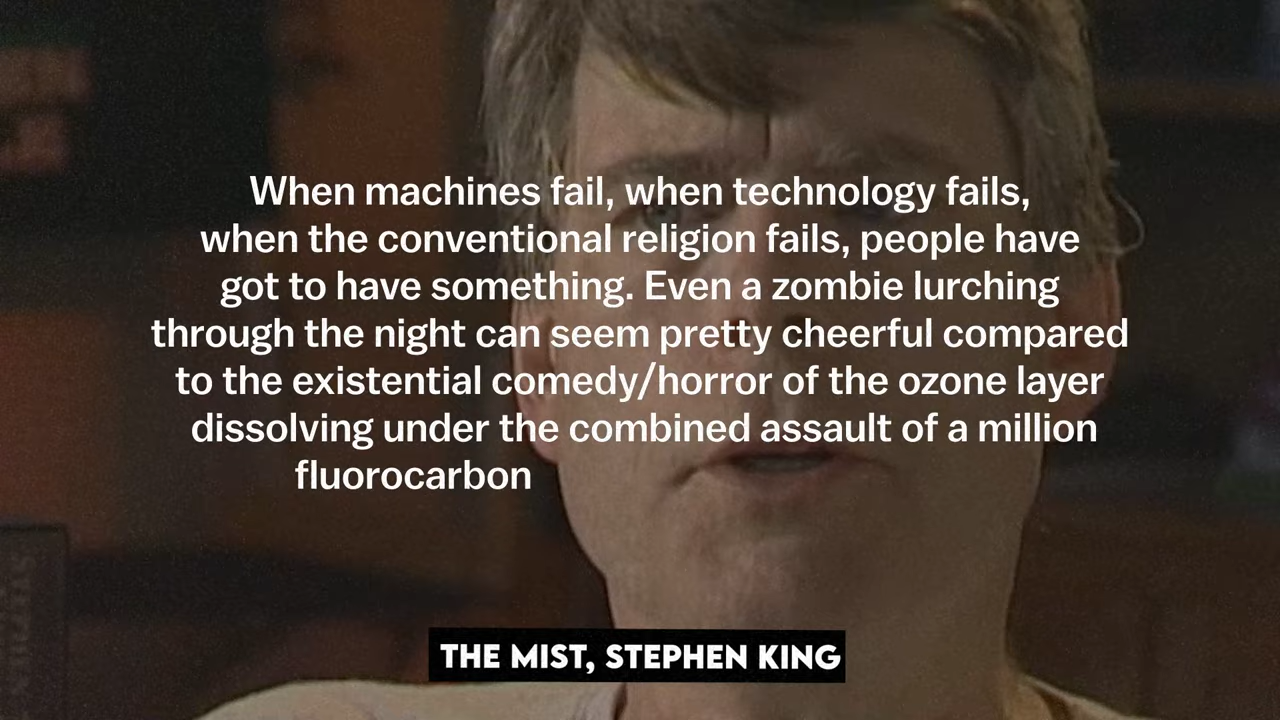 When machines fail, when technology fails,
when the conventional religion fails, people have
got to have something. Even a zombie lurching
through the night can seem pretty cheerful compared
to the existential comedy/horror of the ozone layer
dissolving under the combined assault of a million
fluorocarbon
THE MIST, STEPHEN KING